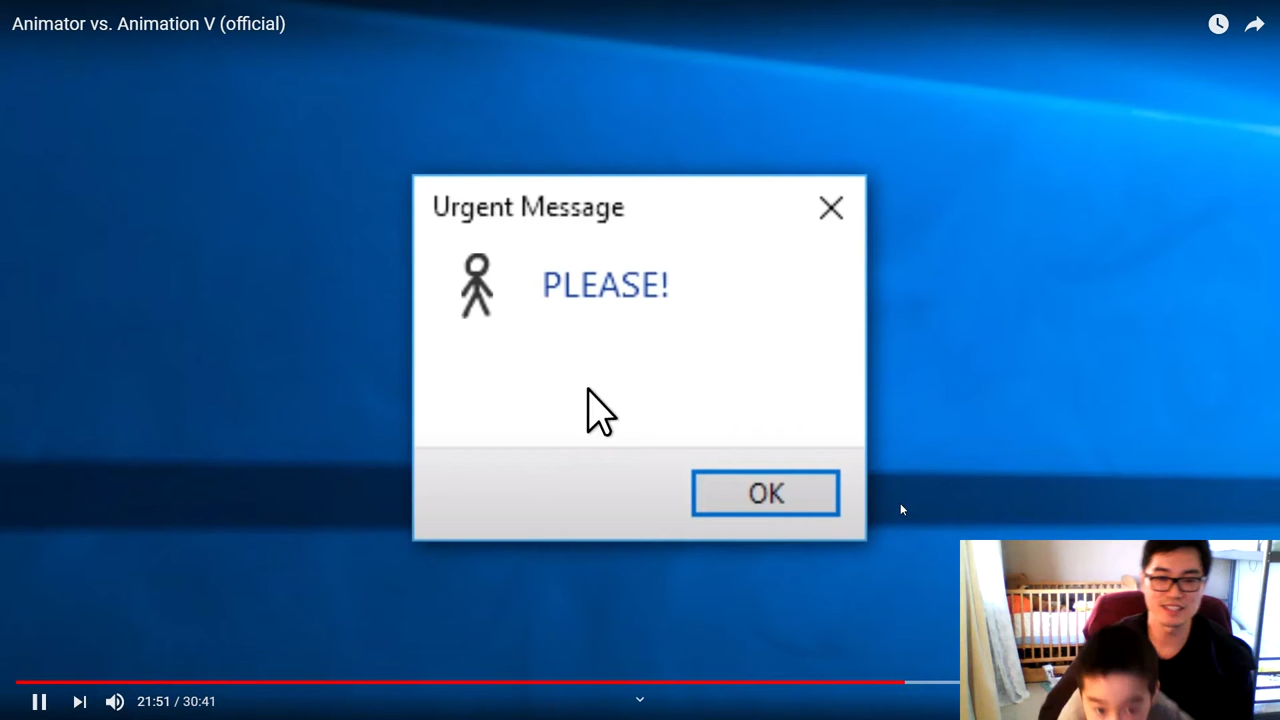 Animator vs. Animation V (official)
Urgent Message
PLEASE!
OK
21:51 / 30:41